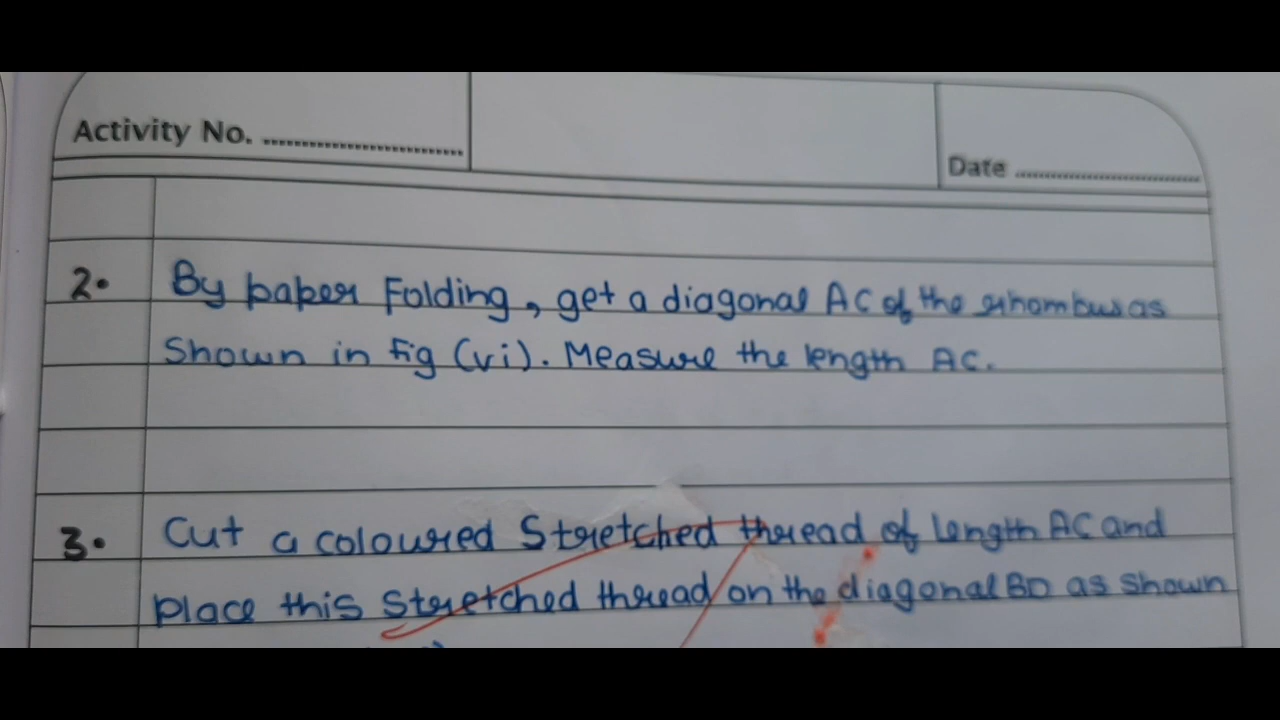 Activity No. ..............................
Date ..............................
2. By paper Folding, get a diagonal AC of the rhombus as
Shown in fig (vi). Measure the length AC.
3. Cut a coloured Stretched thread of length AC and
place this stretched thread on the diagonal BD as shown